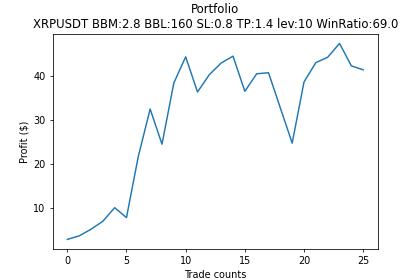 Portfolio
XRPUSDT BBM:2.8 BBL:160 SL:0.8 TP:1.4 lev:10 WinRatio:69.0
40
30
20
10
Profit ($)
0 5 10 15 20 25
Trade counts